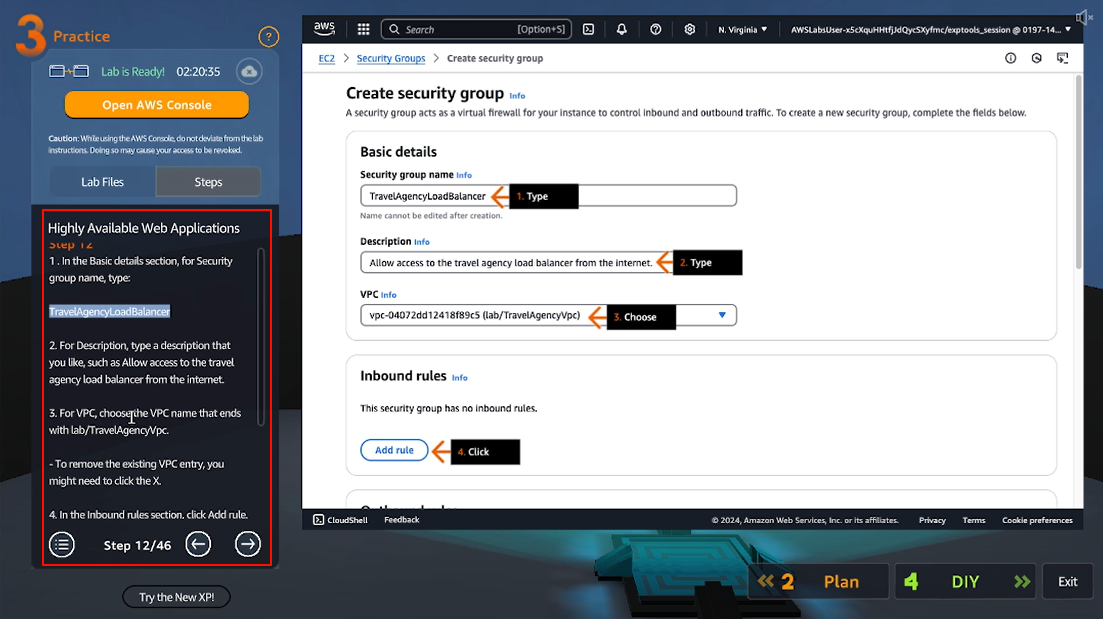 3 Practice
?
Lab is Ready! 02:20:35
Open AWS Console
Caution: While using the AWS Console, do not deviate from the lab
instructions. Doing so may cause your access to be revoked.
Lab Files
Steps
Highly Available Web Applications
Step 12
1 . In the Basic details section, for Security
group name, type:
TravelAgencyLoadBalancer
2. For Description, type a description that
you like, such as Allow access to the travel
agency load balancer from the internet.
3. For VPC, choose the VPC name that ends
with lab/TravelAgencyVpc.
- To remove the existing VPC entry, you
might need to click the X.
4. In the Inbound rules section, click Add rule.
Step 12/46
Try the New XP!
aws
Search
[Option+S]
N. Virginia
AWSLabsUser-x5cXquHHtfjJdQycSXyfmc/exptools_session @ 0197-14...
EC2 > Security Groups > Create security group
Create security group Info
A security group acts as a virtual firewall for your instance to control inbound and outbound traffic. To create a new security group, complete the fields below.
Basic details
Security group name Info
TravelAgencyLoadBalancer
1. Type
Name cannot be edited after creation.
Description Info
Allow access to the travel agency load balancer from the internet.
2. Type
VPC Info
vpc-04072dd12418f89c5 (lab/TravelAgencyVpc)
3. Choose
Inbound rules Info
This security group has no inbound rules.
Add rule
4. Click
CloudShell
Feedback
© 2024, Amazon Web Services, Inc. or its affiliates.
Privacy
Terms
Cookie preferences
2 Plan
4 DIY
Exit